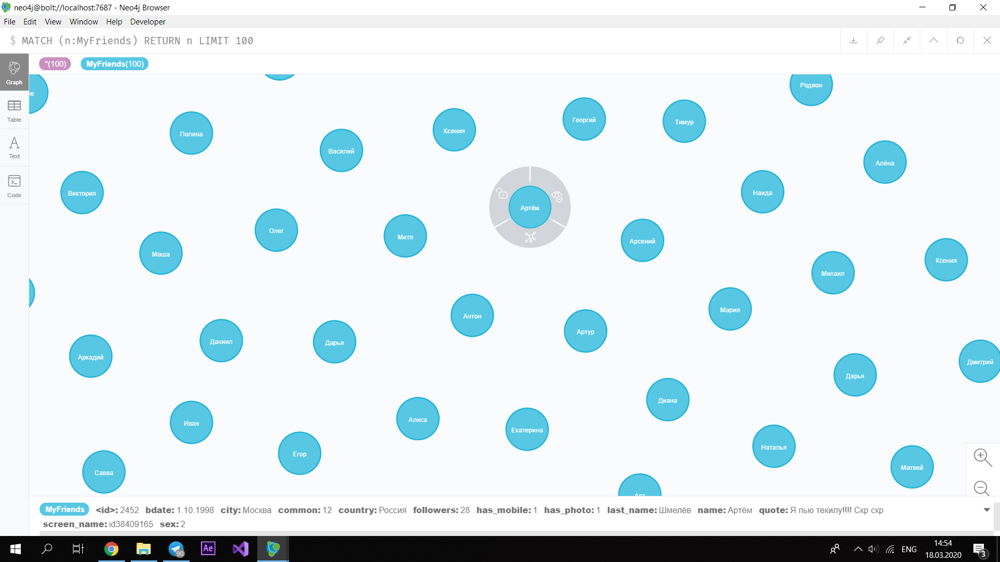 neo4j@bolt://localhost:7687 - Neo4j Browser
File Edit View Window Help Developer
$ MATCH (n:MyFriends) RETURN n LIMIT 100
*(100) MyFriends(100)
Graph
Table
Text
Code
ик
Родион
Георгий
Тимур
Ксения
Полина
Василий
Алёна
Виктория
Наида
Артём
Олег
Митя
Арсений
Маша
Ксения
Михаил
Мария
Антон
Артур
Даниил
Дарья
Аркадий
Дмитрий
Дарья
Диана
Алиса
Иван
Екатерина
Наталья
Егор
Матвей
Савва
Арт
MyFriends <id>: 2452 bdate: 1.10.1998 city: Москва common: 12 country: Россия followers: 28 has_mobile: 1 has_photo: 1 last_name: Шмелёв name: Артём quote: Я пью текилу!!!! Скр скр
screen_name: id38409165 sex: 2
90
Ae
ENG
14:54
18.03.2020
3